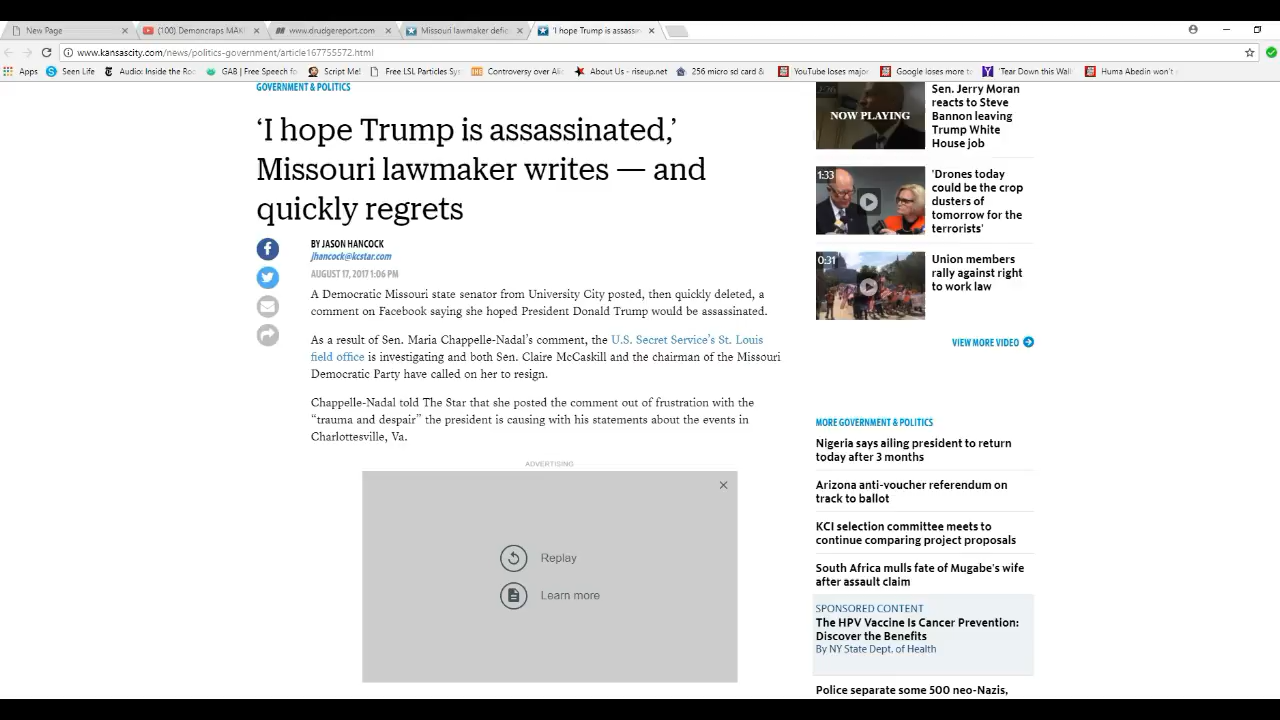 New Page
(100) Demoncraps MAK
www.drudgereport.com
Missouri lawmaker defie
'I hope Trump is assassin
www.kansascity.com/news/politics-government/article167755572.html
Apps
Seen Life
Audio: Inside the Ro
GAB | Free Speech fo
Script Me!
Free LSL Particles Sy
Controversy over Ali
About Us - riseup.net
256 micro sd card &
YouTube loses major
Google loses more t
'Tear Down this Wall
Huma Abedin won't
GOVERNMENT & POLITICS
‘I hope Trump is assassinated,’
Missouri lawmaker writes — and
quickly regrets
BY JASON HANCOCK
jhancock@kcstar.com
AUGUST 17, 2017 1:06 PM
A Democratic Missouri state senator from University City posted, then quickly deleted, a
comment on Facebook saying she hoped President Donald Trump would be assassinated.
As a result of Sen. Maria Chappelle-Nadal’s comment, the U.S. Secret Service’s St. Louis
field office is investigating and both Sen. Claire McCaskill and the chairman of the Missouri
Democratic Party have called on her to resign.
Chappelle-Nadal told The Star that she posted the comment out of frustration with the
“trauma and despair” the president is causing with his statements about the events in
Charlottesville, Va.
ADVERTISING
Replay
Learn more
NOW PLAYING
Sen. Jerry Moran
reacts to Steve
Bannon leaving
Trump White
House job
1:33
'Drones today
could be the crop
dusters of
tomorrow for the
terrorists'
0:31
Union members
rally against right
to work law
VIEW MORE VIDEO
MORE GOVERNMENT & POLITICS
Nigeria says ailing president to return
today after 3 months
Arizona anti-voucher referendum on
track to ballot
KCI selection committee meets to
continue comparing project proposals
South Africa mulls fate of Mugabe's wife
after assault claim
SPONSORED CONTENT
The HPV Vaccine Is Cancer Prevention:
Discover the Benefits
By NY State Dept. of Health
Police separate some 500 neo-Nazis,